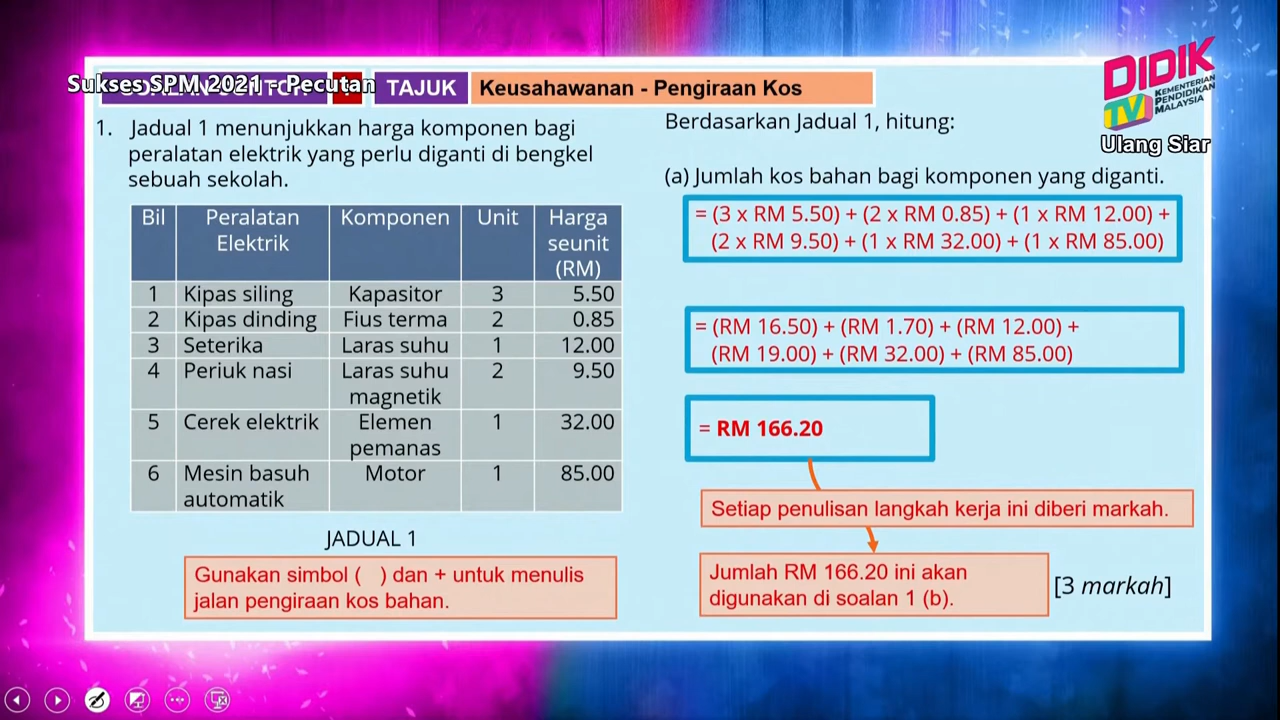 Sukses SPM 2021 - Pecutan
TAJUK
Keusahawanan - Pengiraan Kos
DIDIK
TV
KEMENTERIAN
PENDIDIKAN
MALAYSIA
Ulang Siar
1. Jadual 1 menunjukkan harga komponen bagi
peralatan elektrik yang perlu diganti di bengkel
sebuah sekolah.
Bil Peralatan Elektrik Komponen Unit Harga seunit (RM)
1 Kipas siling Kapasitor 3 5.50
2 Kipas dinding Fius terma 2 0.85
3 Seterika Laras suhu 1 12.00
4 Periuk nasi Laras suhu magnetik 2 9.50
5 Cerek elektrik Elemen pemanas 1 32.00
6 Mesin basuh automatik Motor 1 85.00
JADUAL 1
Gunakan simbol ( ) dan + untuk menulis
jalan pengiraan kos bahan.
Berdasarkan Jadual 1, hitung:
(a) Jumlah kos bahan bagi komponen yang diganti.
= (3 x RM 5.50) + (2 x RM 0.85) + (1 x RM 12.00) +
(2 x RM 9.50) + (1 x RM 32.00) + (1 x RM 85.00)
= (RM 16.50) + (RM 1.70) + (RM 12.00) +
(RM 19.00) + (RM 32.00) + (RM 85.00)
= RM 166.20
Setiap penulisan langkah kerja ini diberi markah.
Jumlah RM 166.20 ini akan
digunakan di soalan 1 (b).
[3 markah]